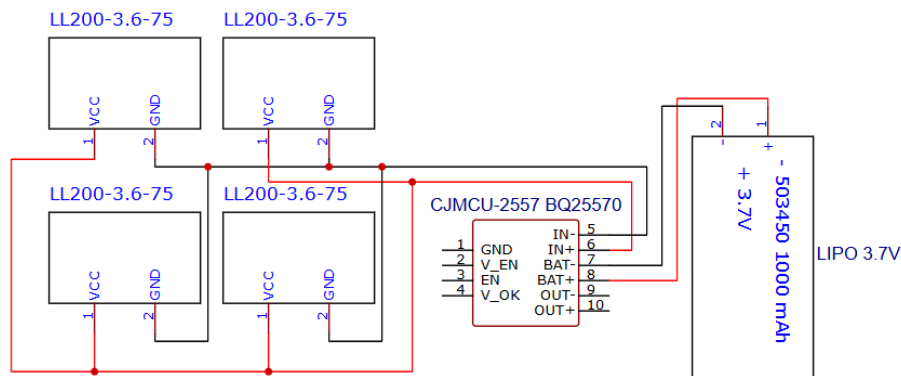 LL200-3.6-75
LL200-3.6-75
VCC
GND
VCC
GND
1
2
1
2
LL200-3.6-75
LL200-3.6-75
VCC
GND
VCC
GND
1
2
1
2
CJMCU-2557 BQ25570
1 GND
2 V_EN
3 EN
4 V_OK
IN- 5
IN+ 6
BAT- 7
BAT+ 8
OUT- 9
OUT+ 10
2
1
-
+
+ 3.7V
- 503450 1000 mAh
LIPO 3.7V